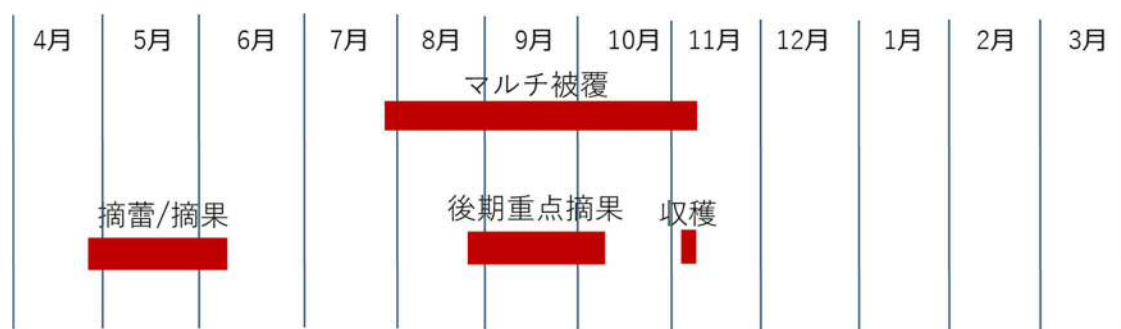 4月 5月 6月 7月 8月 9月 10月 11月 12月 1月 2月 3月
マルチ被覆
摘蕾/摘果 後期重点摘果 収穫